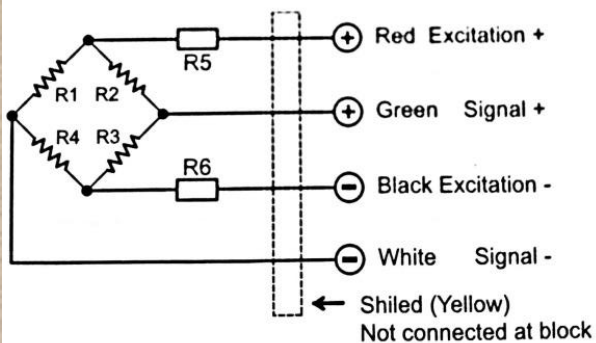 Red Excitation +
R5
R1 R2
Green Signal +
R4 R3
R6
Black Excitation -
White Signal -
Shiled (Yellow)
Not connected at block